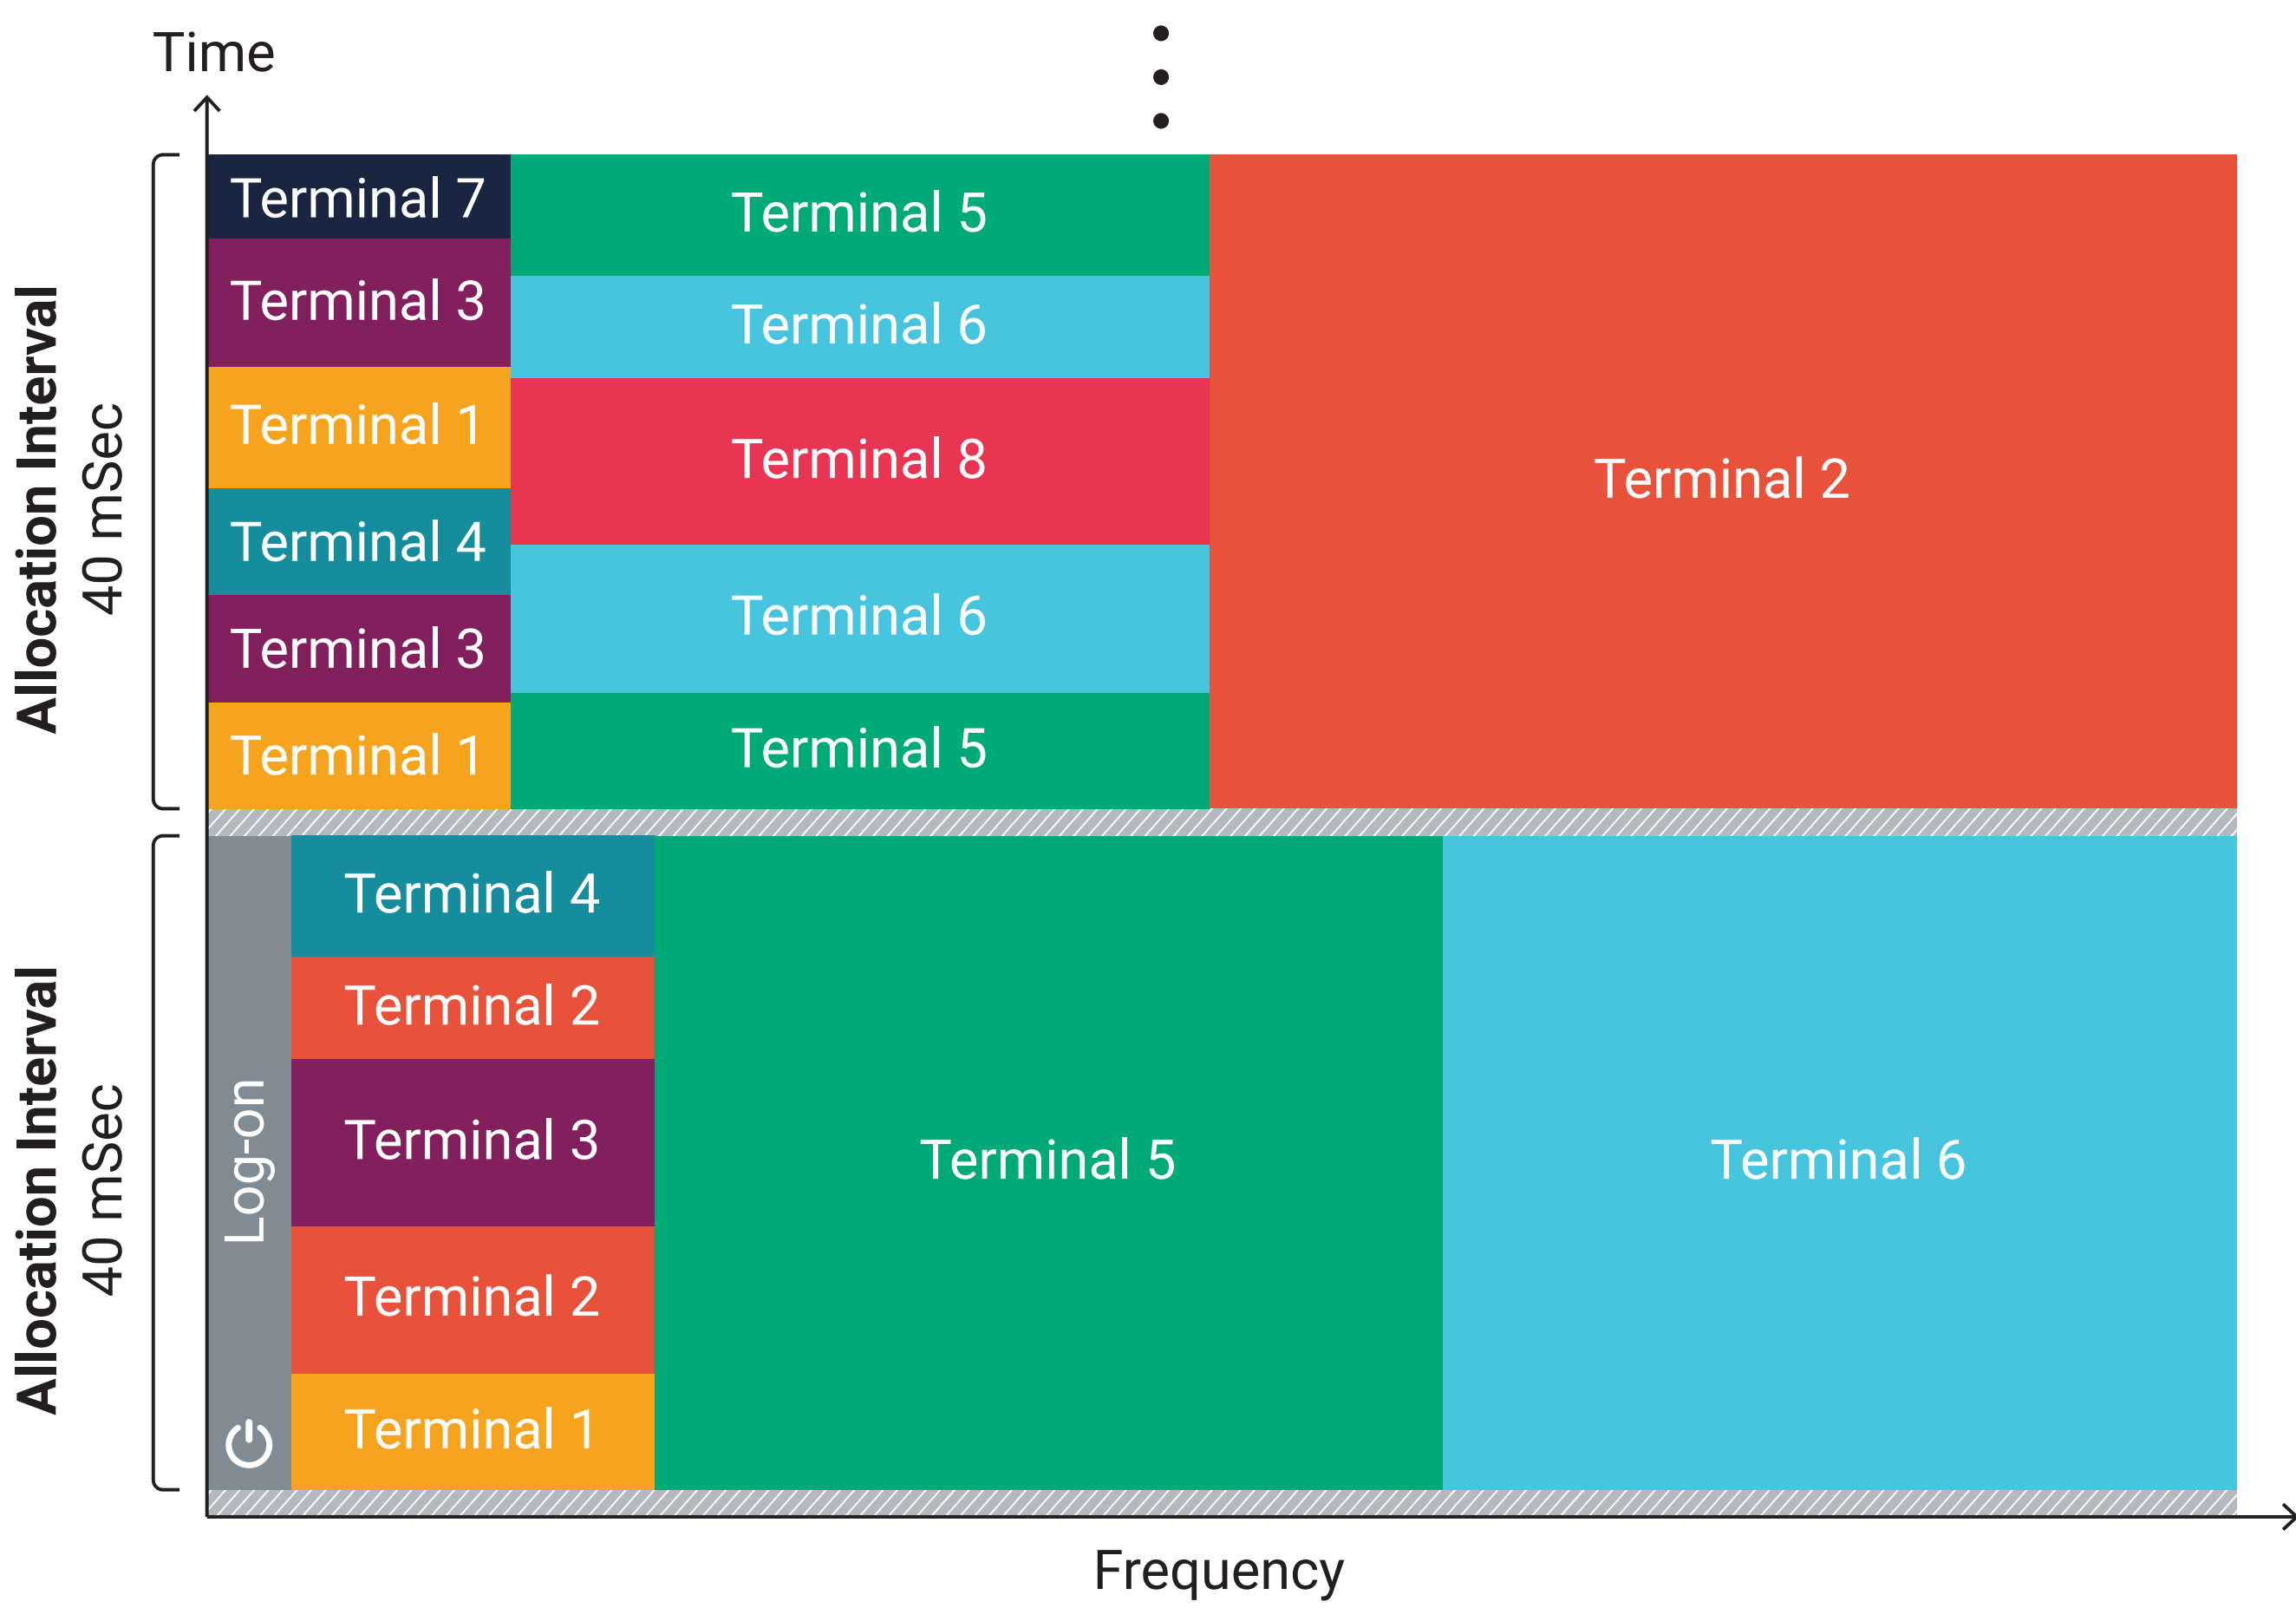 Time
Allocation Interval
40 mSec
Terminal 7
Terminal 3
Terminal 1
Terminal 4
Terminal 3
Terminal 1
Terminal 5
Terminal 6
Terminal 8
Terminal 6
Terminal 5
Terminal 2
Allocation Interval
40 mSec
Log-on
Terminal 4
Terminal 2
Terminal 3
Terminal 2
Terminal 1
Terminal 5
Terminal 6
Frequency